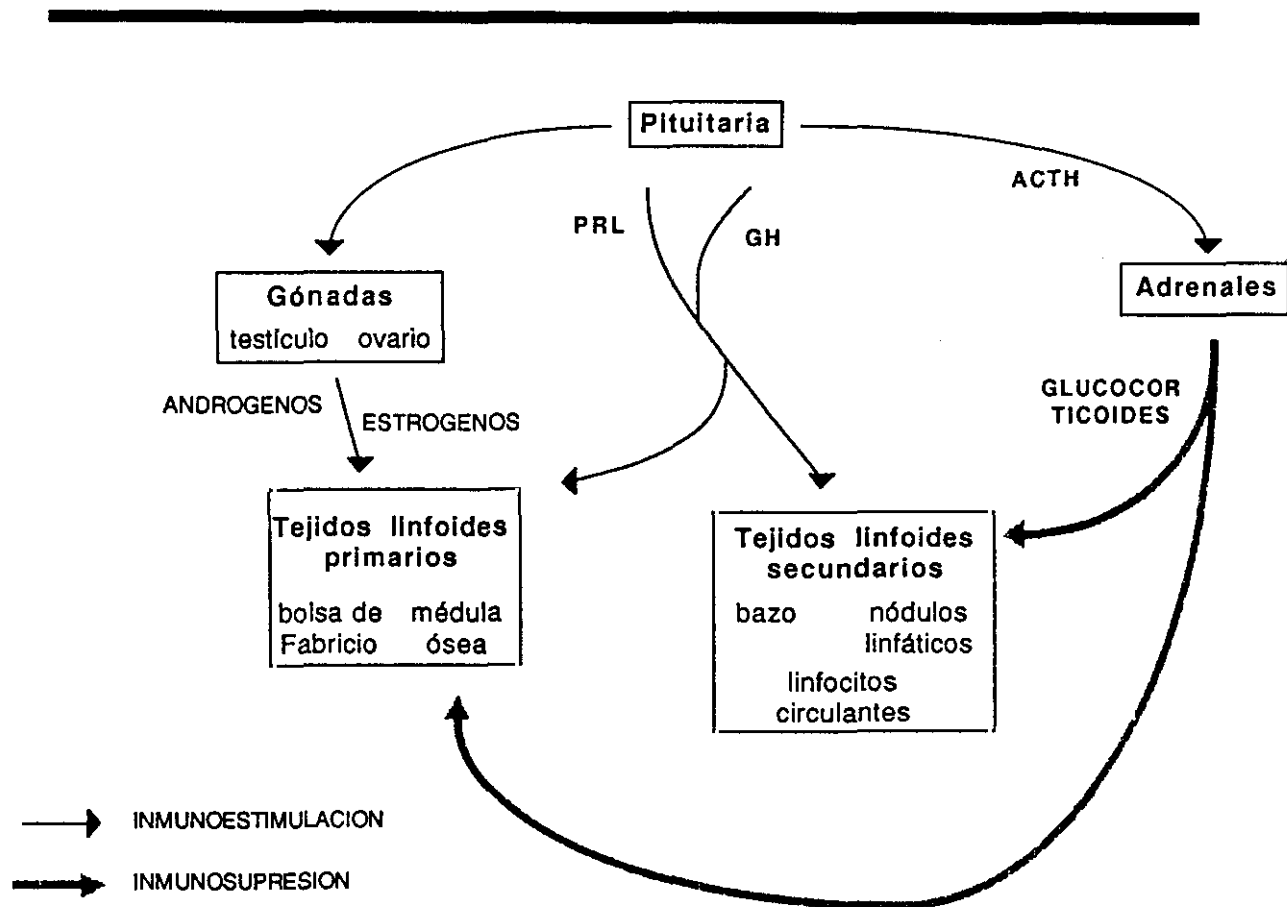 Pituitaria
ACTH
PRL
GH
Gónadas
testículo ovario
Adrenales
ANDROGENOS
ESTROGENOS
GLUCOCOR
TICOIDES
Tejidos linfoides
primarios
bolsa de médula
Fabricio ósea
Tejidos linfoides
secundarios
bazo nódulos
linfáticos
linfocitos
circulantes
INMUNOESTIMULACION
INMUNOSUPRESION